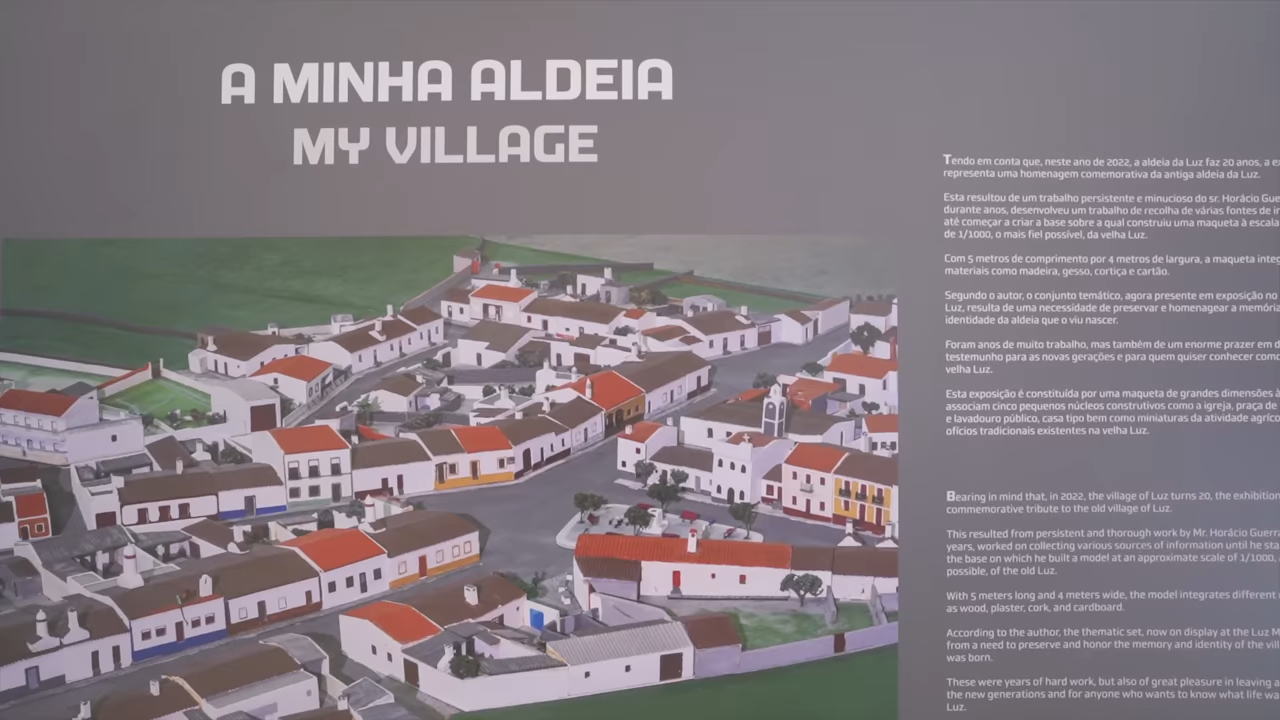 A MINHA ALDEIA
MY VILLAGE
Tendo em conta que, neste ano de 2022, a aldeia da Luz faz 20 anos, a
representa uma homenagem comemorativa da antiga aldeia da Luz.
Esta resultou de um trabalho persistente e minucioso do sr. Horácio
durante anos, desenvolveu um trabalho de recolha de várias fontes de
até começar a criar a base sobre a qual construiu uma maqueta à escala
de 1/1000, o mais fiel possível, da velha Luz.
Com 5 metros de comprimento por 4 metros de largura, a maqueta
materiais como madeira, gesso, cortiça e cartão.
Segundo o autor, o conjunto temático, agora presente em exposição no
Luz, resulta de uma necessidade de preservar e homenagear a
identidade da aldeia que o viu nascer.
Foram anos de muito trabalho, mas também de um enorme prazer em
testemunho para as novas gerações e para quem quiser conhecer
velha Luz.
Esta exposição é constituída por uma maqueta de grandes dimensões
associam cinco pequenos núcleos construtivos como a igreja, praça de
e lavadouro público, casa tipo bem como miniaturas da atividade
ofícios tradicionais existentes na velha Luz.
Bearing in mind that, in 2022, the village of Luz turns 20, the
commemorative tribute to the old village of Luz.
This resulted from persistent and thorough work by Mr. Horácio
years, worked on collecting various sources of information until he
the base on which he built a model at an approximate scale of 1/1000,
possible, of the old Luz.
With 5 meters long and 4 meters wide, the model integrates different
as wood, plaster, cork, and cardboard.
According to the author, the thematic set, now on display at the Luz
from a need to preserve and honor the memory and identity of the
was born.
These were years of hard work, but also of great pleasure in leaving a
the new generations and for anyone who wants to know what life
Luz.